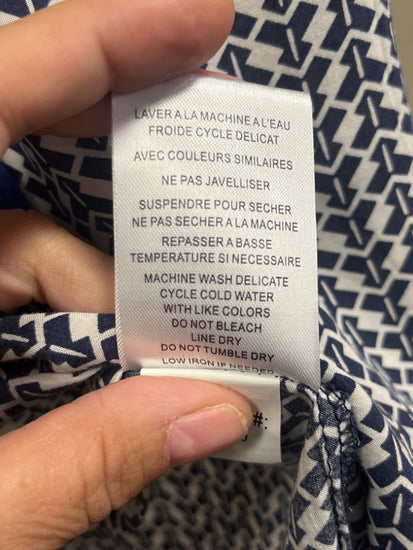 LAVER A LA MACHINE A L'EAU
FROIDE CYCLE DELICAT
AVEC COULEURS SIMILAIRES
NE PAS JAVELLISER
SUSPENDRE POUR SECHER
NE PAS SECHER A LA MACHINE
REPASSER A BASSE
TEMPERATURE SI NECESSAIRE
MACHINE WASH DELICATE
CYCLE COLD WATER
WITH LIKE COLORS
DO NOT BLEACH
LINE DRY
DO NOT TUMBLE DRY
LOW IRON IF NEEDED
#: